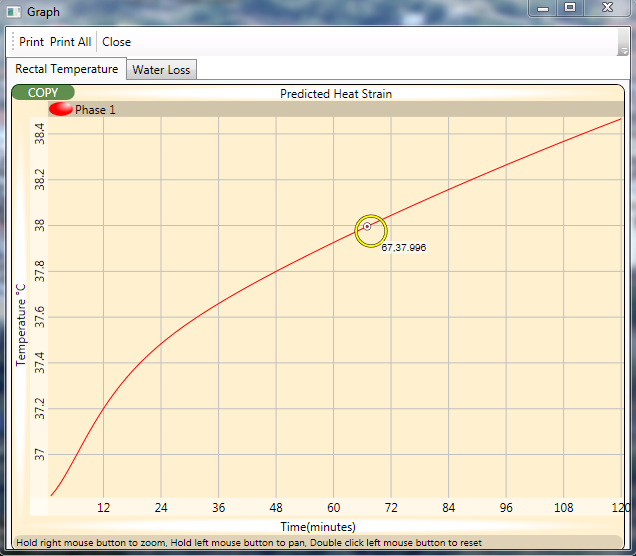 Graph
Print Print All Close
Rectal Temperature Water Loss
COPY Predicted Heat Strain
Phase 1
38.4
38.2
38
37.8
37.6
37.4
37.2
37
Temperature °C
67,37.996
12 24 36 48 60 72 84 96 108 120
Time(minutes)
Hold right mouse button to zoom, Hold left mouse button to pan, Double click left mouse button to reset